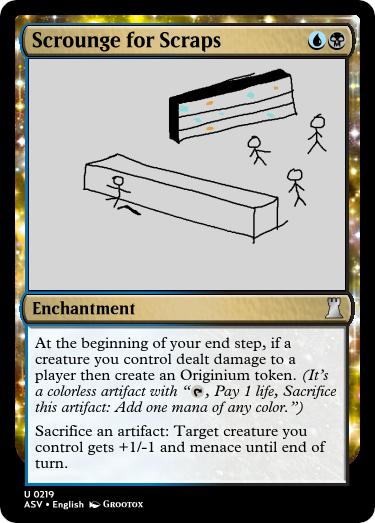 Scrounge for Scraps
Enchantment
At the beginning of your end step, if a
creature you control dealt damage to a
player then create an Originium token. (It's
a colorless artifact with “, Pay 1 life, Sacrifice
this artifact: Add one mana of any color.”)
Sacrifice an artifact: Target creature you
control gets +1/-1 and menace until end of
turn.
U 0219
ASV • English GROOTOX